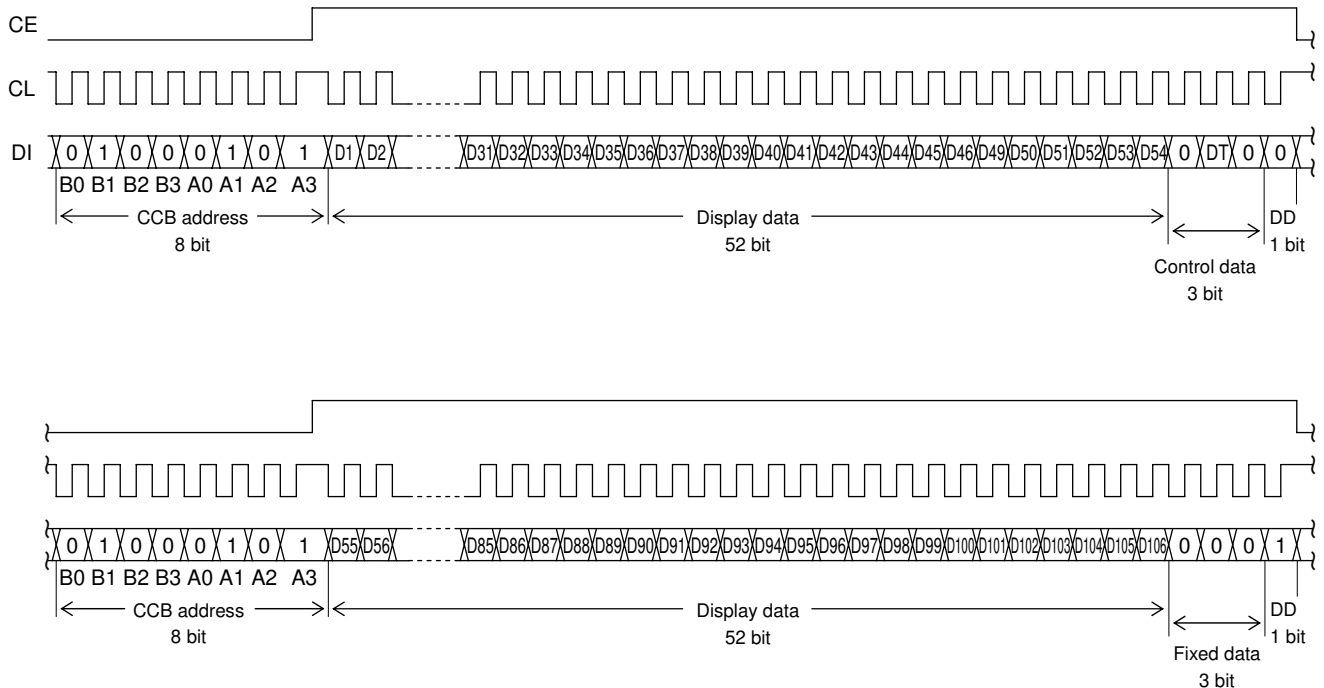 CE
CL
DI 0 1 0 0 0 1 0 1 D1 D2 D31 D32 D33 D34 D35 D36 D37 D38 D39 D40 D41 D42 D43 D44 D45 D46 D49 D50 D51 D52 D53 D54 0 DT 0 0
B0 B1 B2 B3 A0 A1 A2 A3
CCB address Display data DD
8 bit 52 bit 1 bit
Control data
3 bit
0 1 0 0 0 1 0 1 D55 D56 D85 D86 D87 D88 D89 D90 D91 D92 D93 D94 D95 D96 D97 D98 D99 D100 D101 D102 D103 D104 D105 D106 0 0 0 1
B0 B1 B2 B3 A0 A1 A2 A3
CCB address Display data DD
8 bit 52 bit 1 bit
Fixed data
3 bit